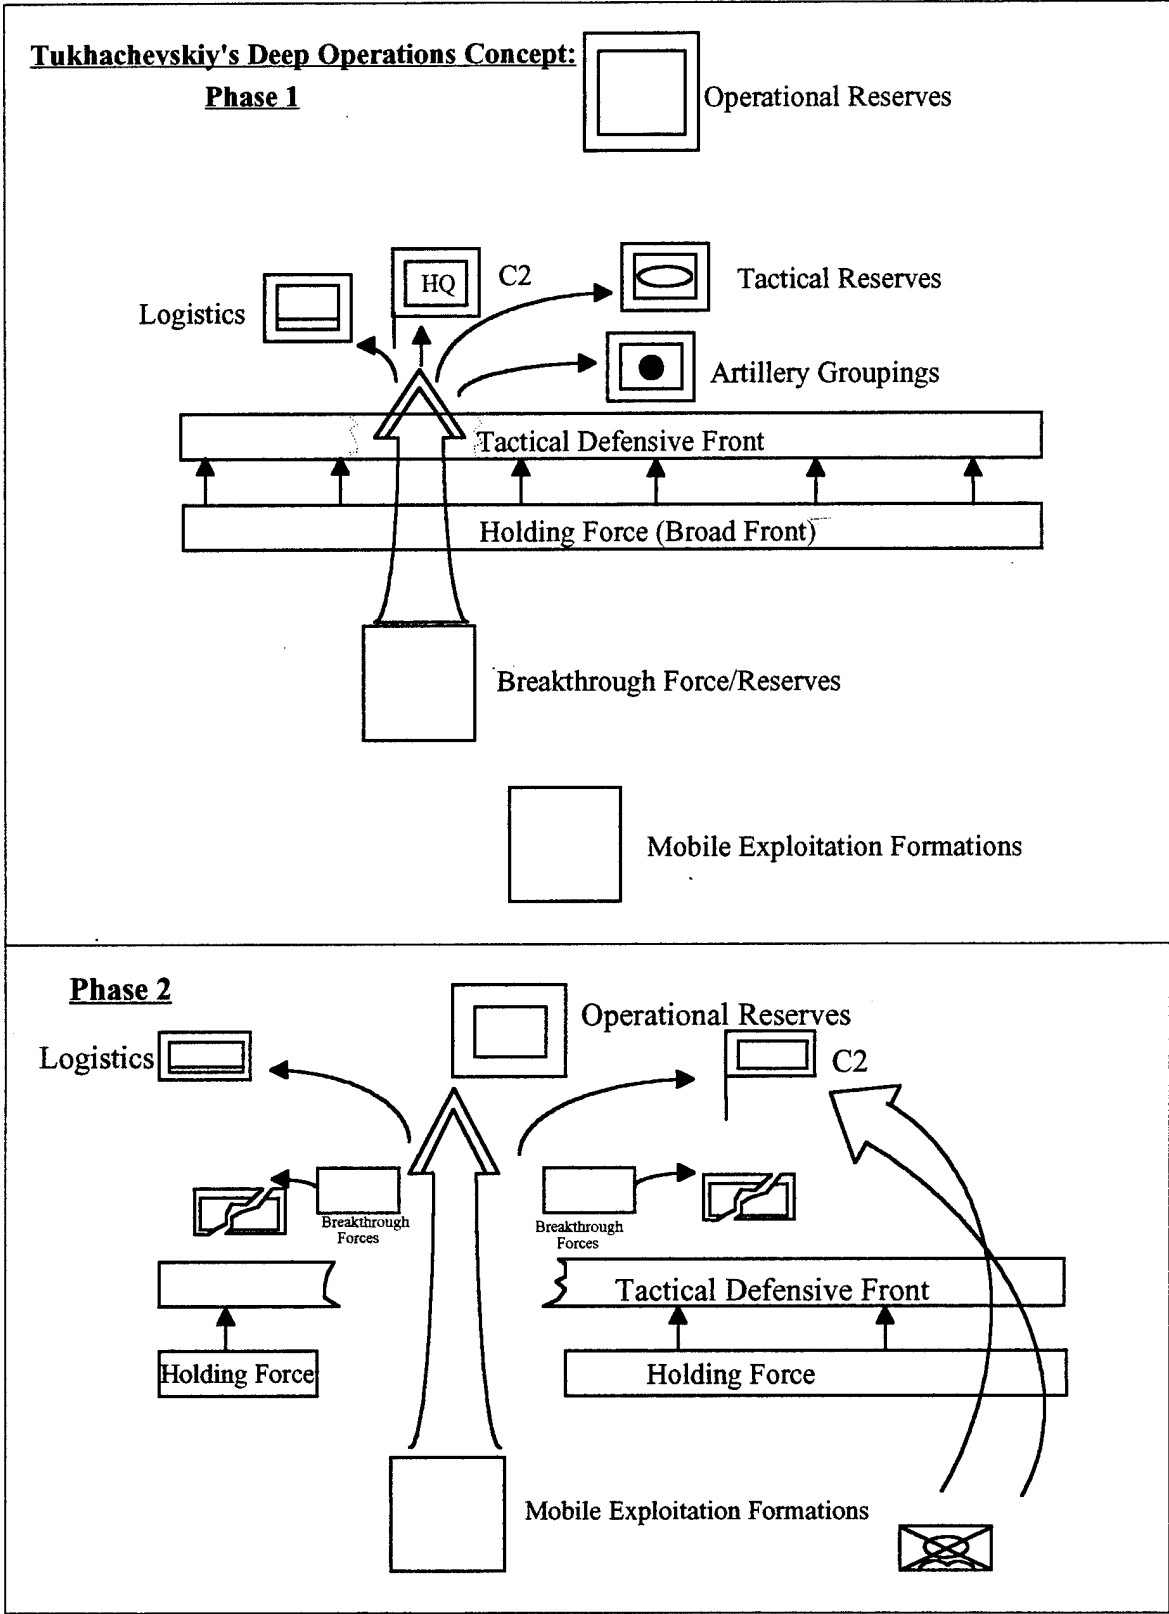 Tukhachevskiy's Deep Operations Concept:
Phase 1
Operational Reserves
HQ
C2
Tactical Reserves
Logistics
Artillery Groupings
Tactical Defensive Front
Holding Force (Broad Front)
Breakthrough Force/Reserves
Mobile Exploitation Formations
Phase 2
Operational Reserves
Logistics
C2
Breakthrough
Forces
Breakthrough
Forces
Tactical Defensive Front
Holding Force
Holding Force
Mobile Exploitation Formations